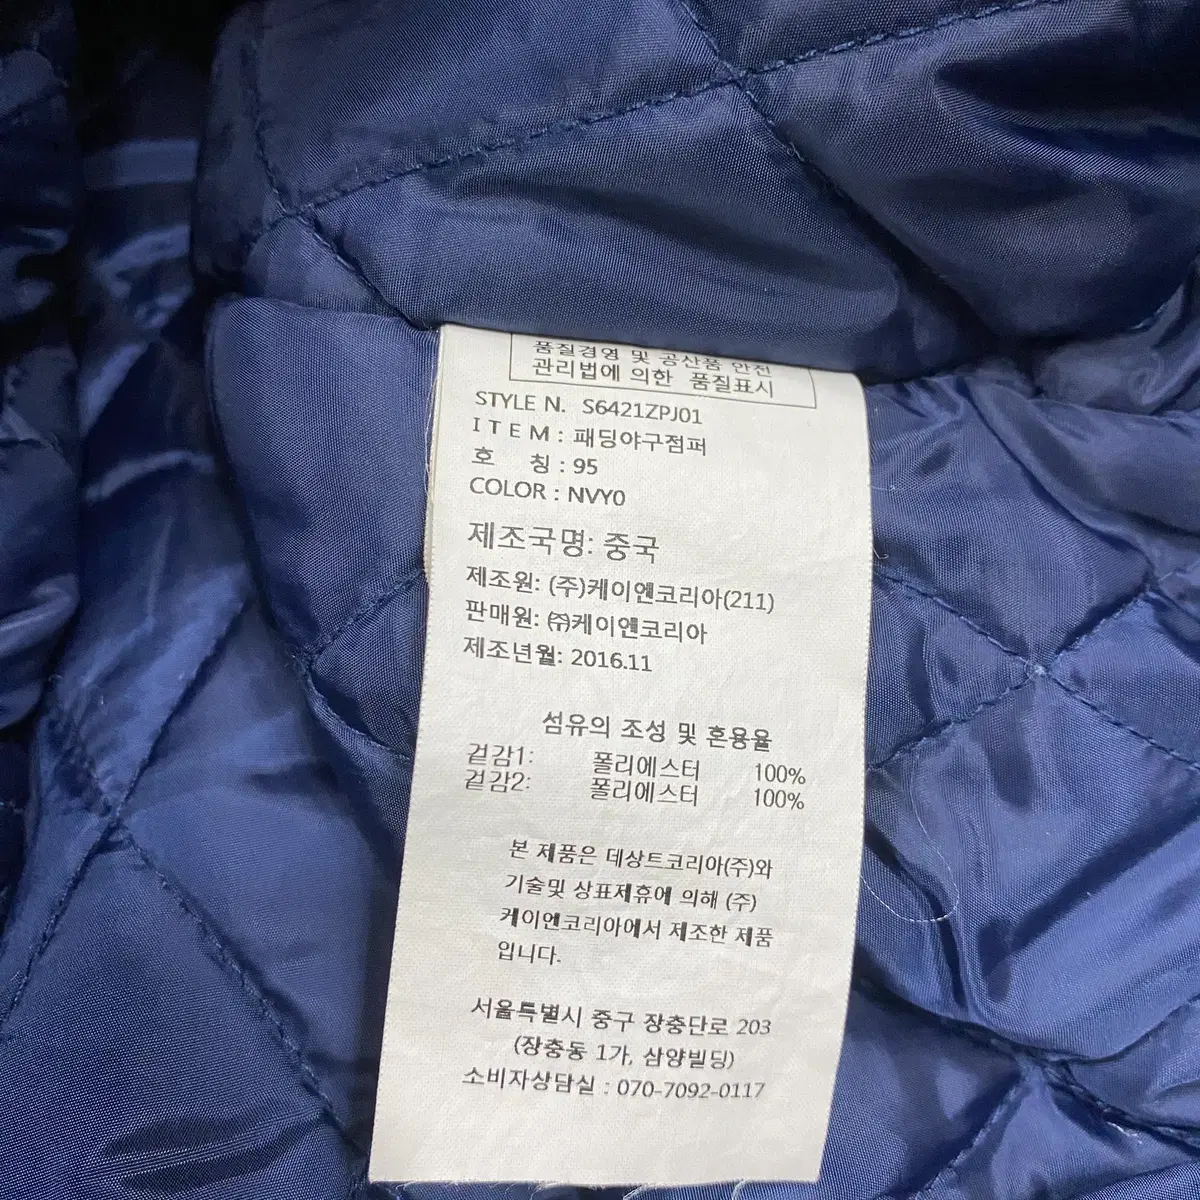 품질경영 및 공산품 안전
관리법에 의한 품질표시
STYLE N. S6421ZPJ01
ITEM : 패딩야구점퍼
호 칭 : 95
COLOR : NVY0
제조국명: 중국
제조원: (주)케이엔코리아(211)
판매원: ㈜케이엔코리아
제조년월: 2016.11
섬유의 조성 및 혼용율
겉감1: 폴리에스터 100%
겉감2: 폴리에스터 100%
본 제품은 데상트코리아(주)와
기술및 상표제휴에 의해 (주)
케이엔코리아에서 제조한 제품
입니다.
서울특별시 중구 장충단로 203
(장충동 1가, 삼양빌딩)
소비자상담실 : 070-7092-0117